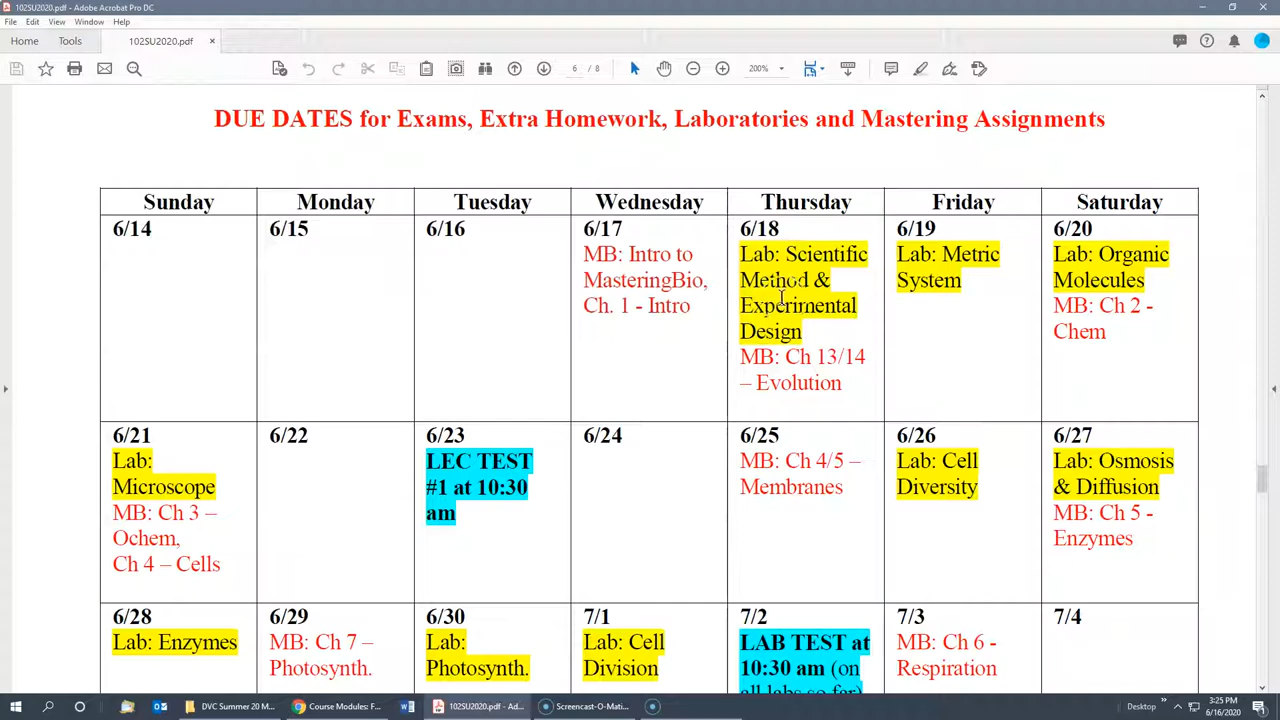 102SU2020.pdf - Adobe Acrobat Pro DC
File Edit View Window Help
Home Tools 102SU2020.pdf ×
6 / 8 200%
DUE DATES for Exams, Extra Homework, Laboratories and Mastering Assignments
Sunday Monday Tuesday Wednesday Thursday Friday Saturday
6/14
6/15
6/16
6/17
MB: Intro to
MasteringBio,
Ch. 1 - Intro
6/18
Lab: Scientific
Method &
Experimental
Design
MB: Ch 13/14
– Evolution
6/19
Lab: Metric
System
6/20
Lab: Organic
Molecules
MB: Ch 2 -
Chem
6/21
Lab:
Microscope
MB: Ch 3 –
Ochem,
Ch 4 – Cells
6/22
6/23
LEC TEST
#1 at 10:30
am
6/24
6/25
MB: Ch 4/5 –
Membranes
6/26
Lab: Cell
Diversity
6/27
Lab: Osmosis
& Diffusion
MB: Ch 5 -
Enzymes
6/28
Lab: Enzymes
6/29
MB: Ch 7 –
Photosynth.
6/30
Lab:
Photosynth.
7/1
Lab: Cell
Division
7/2
LAB TEST at
10:30 am (on
all labs so far)
7/3
MB: Ch 6 -
Respiration
7/4
DVC Summer 20 M... Course Modules: F... 102SU2020.pdf - Ad... Screencast-O-Mati... Desktop 3:25 PM
6/16/2020